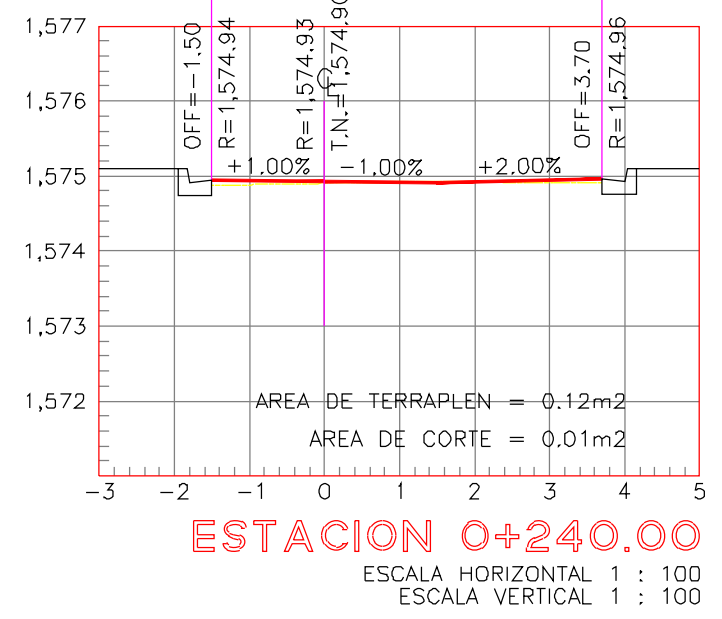 1,577
1,576
1,575
1,574
1,573
1,572
OFF=-1.50
R=1,574.94
R=1,574.93
T.N.=1,574.90
OFF=3.70
R=1,574.96
+1.00%
-1.00%
+2.00%
AREA DE TERRAPLEN = 0.12m2
AREA DE CORTE = 0.01m2
-3 -2 -1 0 1 2 3 4 5
ESTACION 0+240.00
ESCALA HORIZONTAL 1 : 100
ESCALA VERTICAL 1 : 100